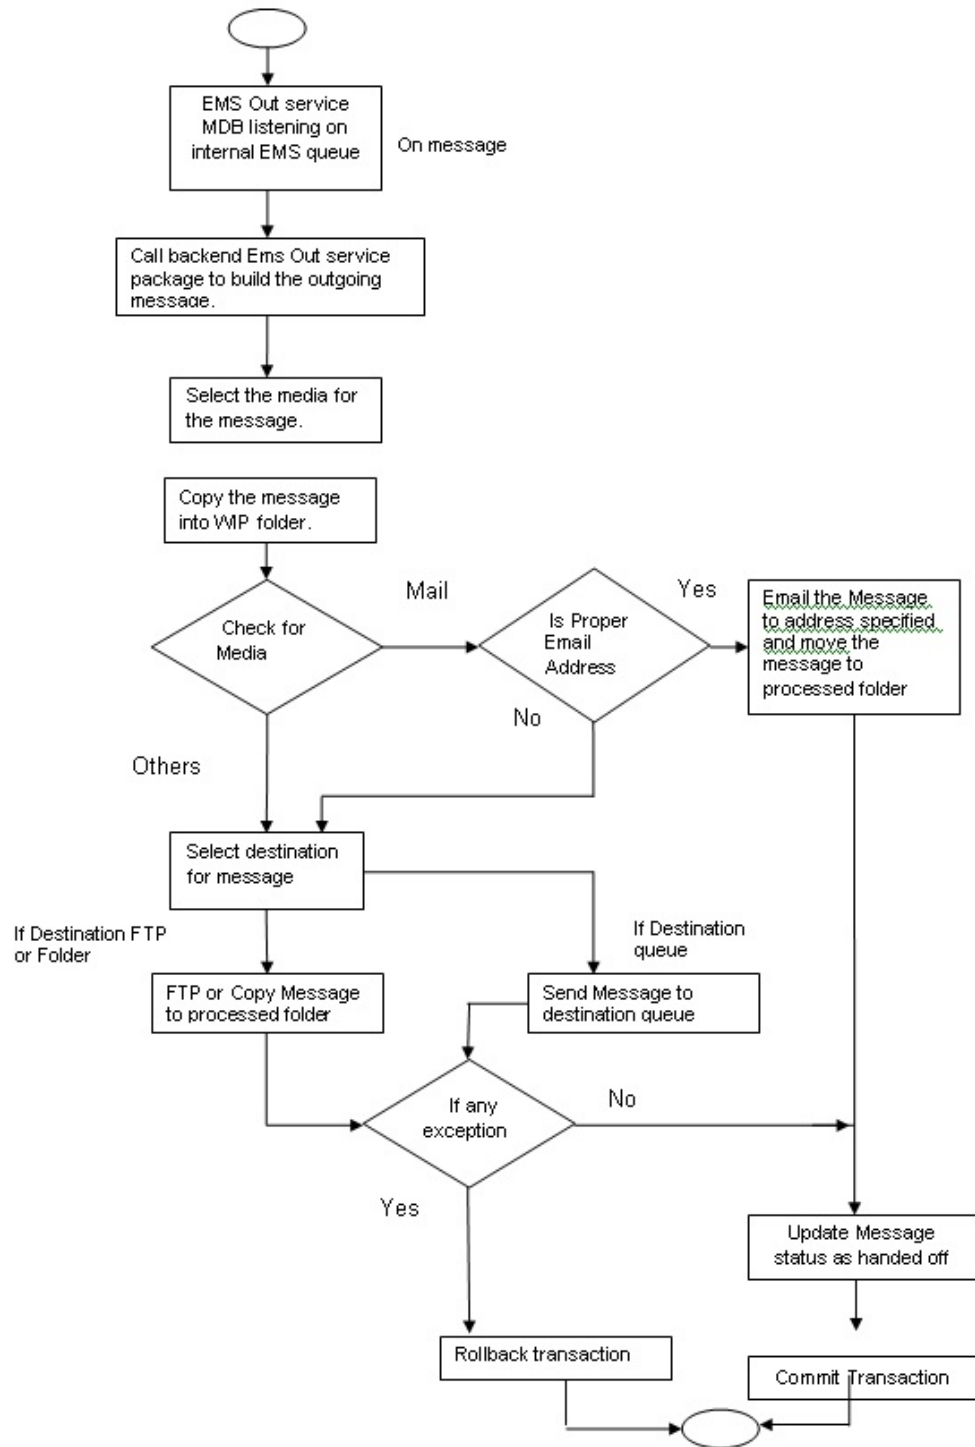 EMS Out service
MDB listening on
internal EMS queue
On message
Call backend Ems Out service
package to build the outgoing
message.
Select the media for
the message.
Copy the message
into WIP folder.
Mail
Yes
Check for
Media
Is Proper
Email
Address
Email the Message
to address specified
and move the
message to
processed folder
No
Others
Select destination
for message
If Destination FTP
or Folder
If Destination
queue
FTP or Copy Message
to processed folder
Send Message to
destination queue
If any
exception
No
Yes
Update Message
status as handed off
Rollback transaction
Commit Transaction